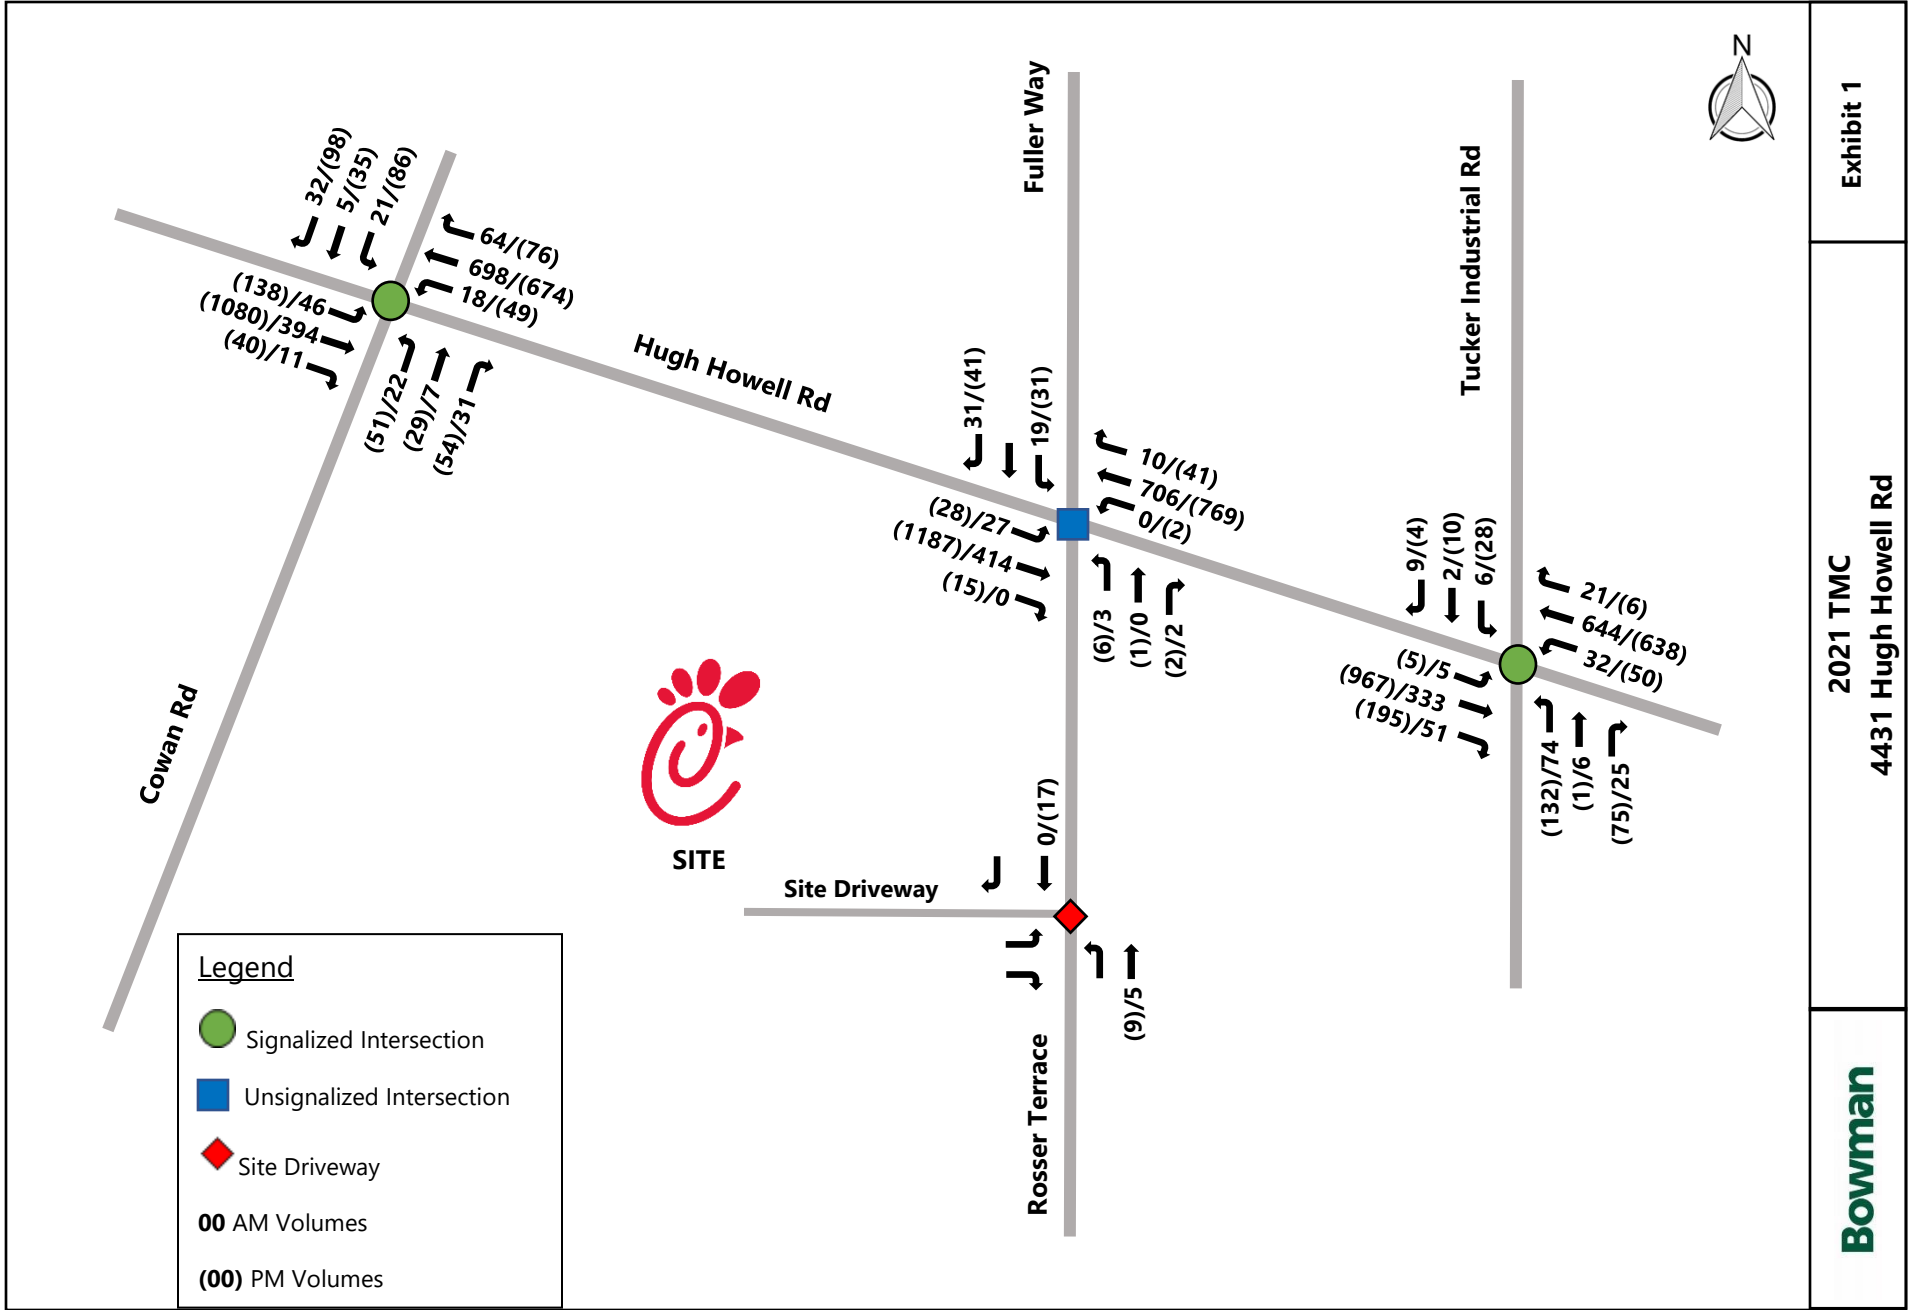 N
Exhibit 1
2021 TMC
4431 Hugh Howell Rd
Bowman
Fuller Way
Tucker Industrial Rd
Hugh Howell Rd
Cowan Rd
Rosser Terrace
Site Driveway
SITE
32/(98)
5/(35)
21/(86)
64/(76)
698/(674)
18/(49)
(138)/46
(1080)/394
(40)/11
(51)/22
(29)/7
(54)/31
31/(41)
19/(31)
10/(41)
706/(769)
0/(2)
(28)/27
(1187)/414
(15)/0
(6)/3
(1)/0
(2)/2
9/(4)
2/(10)
6/(28)
21/(6)
644/(638)
32/(50)
(5)/5
(967)/333
(195)/51
(132)/74
(1)/6
(75)/25
0/(17)
(9)/5
Legend
Signalized Intersection
Unsignalized Intersection
Site Driveway
00 AM Volumes
(00) PM Volumes